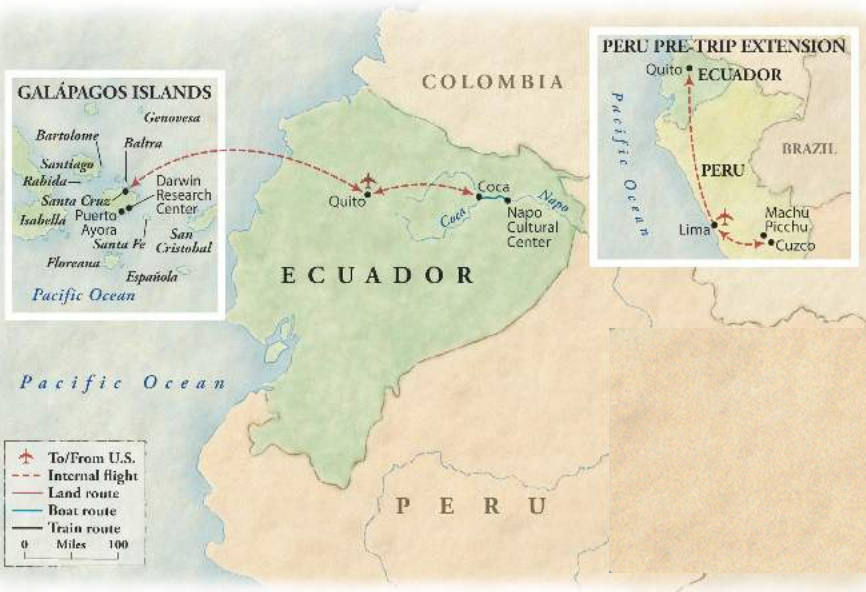 GALÁPAGOS ISLANDS
Genovesa
Bartolome
Baltra
Santiago
Rabida
Darwin
Research
Center
Santa Cruz
Puerto
Ayora
Isabella
Santa Fe
San
Cristobal
Floreana
Española
Pacific Ocean
COLOMBIA
Quito
Coca
Coca
Napo
Napo
Cultural
Center
ECUADOR
Pacific Ocean
PERU
PERU PRE-TRIP EXTENSION
Quito
ECUADOR
Pacific Ocean
BRAZIL
PERU
Lima
Machu
Picchu
Cuzco
To/From U.S.
Internal flight
Land route
Boat route
Train route
0 Miles 100